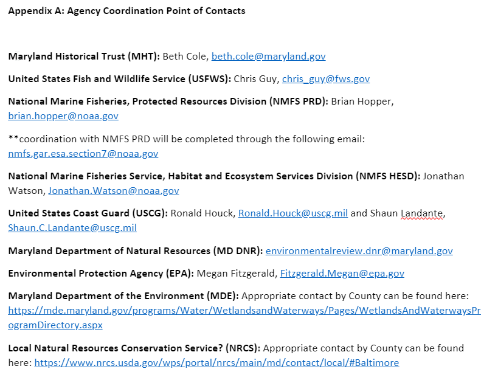 Appendix A: Agency Coordination Point of Contacts
Maryland Historical Trust (MHT): Beth Cole, beth.cole@maryland.gov
United States Fish and Wildlife Service (USFWS): Chris Guy, chris_guy@fws.gov
National Marine Fisheries, Protected Resources Division (NMFS PRD): Brian Hopper,
brian.hopper@noaa.gov
**coordination with NMFS PRD will be completed through the following email:
nmfs.gar.esa.section7@noaa.gov
National Marine Fisheries Service, Habitat and Ecosystem Services Division (NMFS HESD): Jonathan
Watson, Jonathan.Watson@noaa.gov
United States Coast Guard (USCG): Ronald Houck, Ronald.Houck@uscg.mil and Shaun Landante,
Shaun.C.Landante@uscg.mil
Maryland Department of Natural Resources (MD DNR): environmentalreview.dnr@maryland.gov
Environmental Protection Agency (EPA): Megan Fitzgerald, Fitzgerald.Megan@epa.gov
Maryland Department of the Environment (MDE): Appropriate contact by County can be found here:
https://mde.maryland.gov/programs/Water/WetlandsandWaterways/Pages/WetlandsAndWaterwaysPr
ogramDirectory.aspx
Local Natural Resources Conservation Service? (NRCS): Appropriate contact by County can be found
here: https://www.nrcs.usda.gov/wps/portal/nrcs/main/md/contact/local/#Baltimore